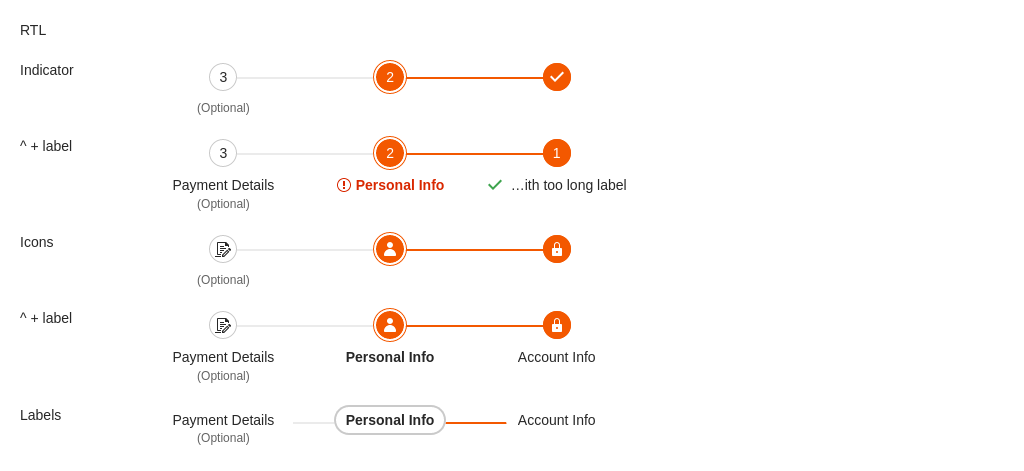 RTL
Indicator
3 2
(Optional)
^ + label
3 2 1
Payment Details Personal Info …ith too long label
(Optional)
Icons
(Optional)
^ + label
Payment Details Personal Info Account Info
(Optional)
Labels
Payment Details Personal Info Account Info
(Optional)